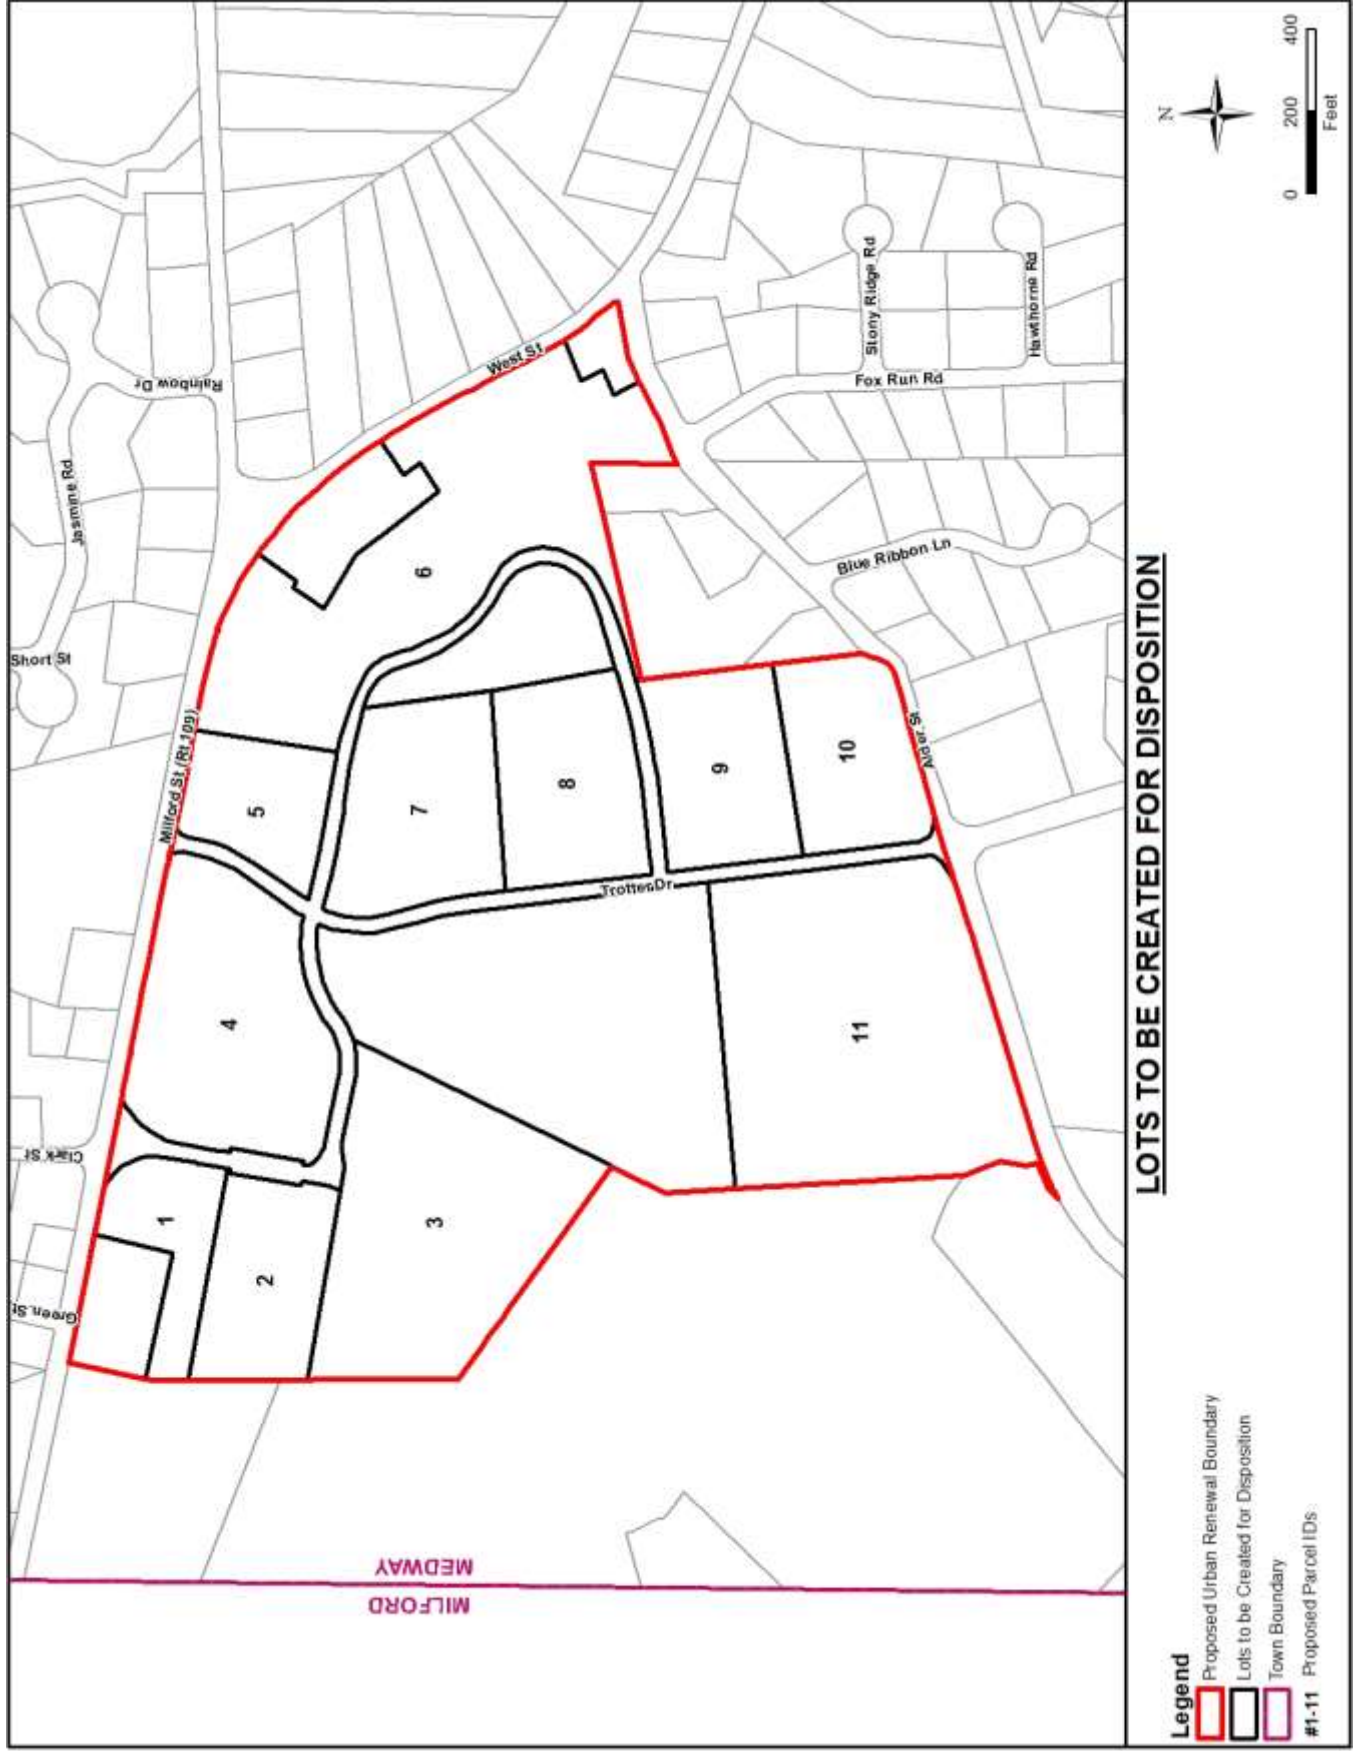 Green St
Clark St
Short St
Jasmine Rd
Rainbow Dr
Milford St (Rt 109)
West St
Trotter Dr
Alder St
Blue Ribbon Ln
Fox Run Rd
Stony Ridge Rd
Hawthorne Rd
1
2
3
4
5
6
7
8
9
10
11
MILFORD
MEDWAY
LOTS TO BE CREATED FOR DISPOSITION
Legend
Proposed Urban Renewal Boundary
Lots to be Created for Disposition
Town Boundary
#1-11 Proposed Parcel IDs
N
0 200 400
Feet